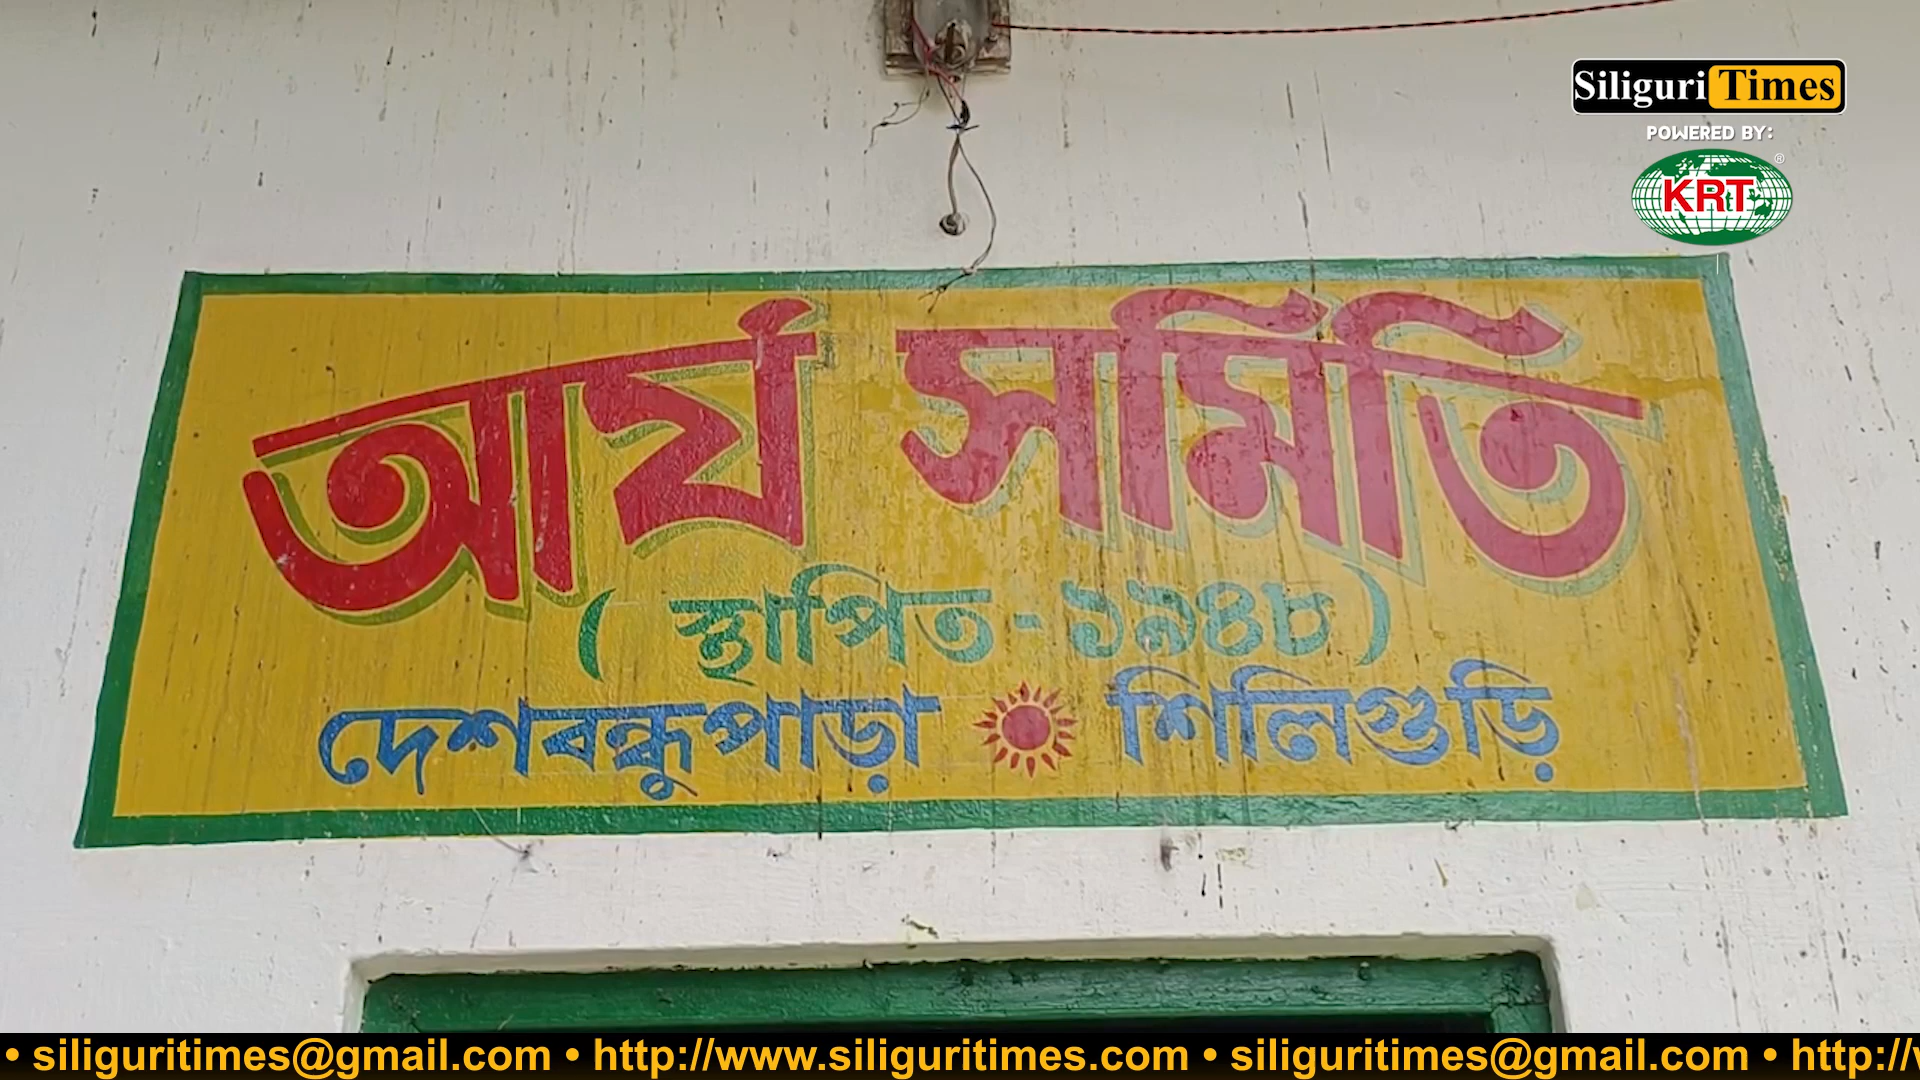 Siliguri Times
POWERED BY:
KRT
আর্য সমিতি
( স্থাপিত - ১৯৪৮ )
দেশবন্ধুপাড়া শিলিগুড়ি
• siliguritimes@gmail.com • http://www.siliguritimes.com • siliguritimes@gmail.com • http://